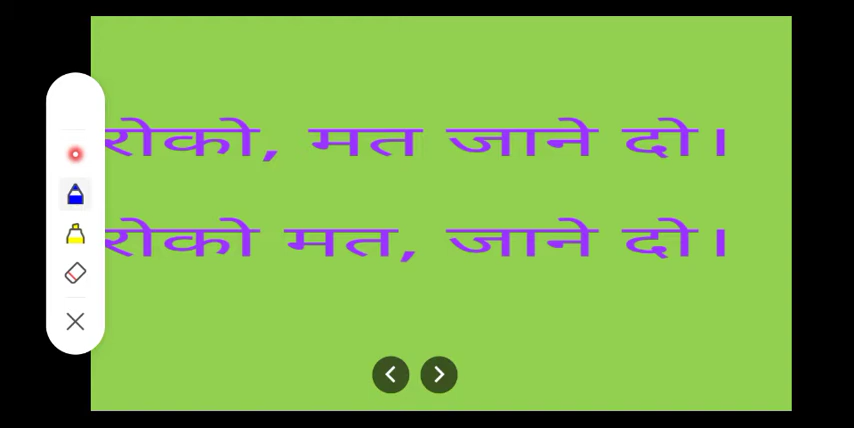 रोको, मत जाने दो।
रोको मत, जाने दो।